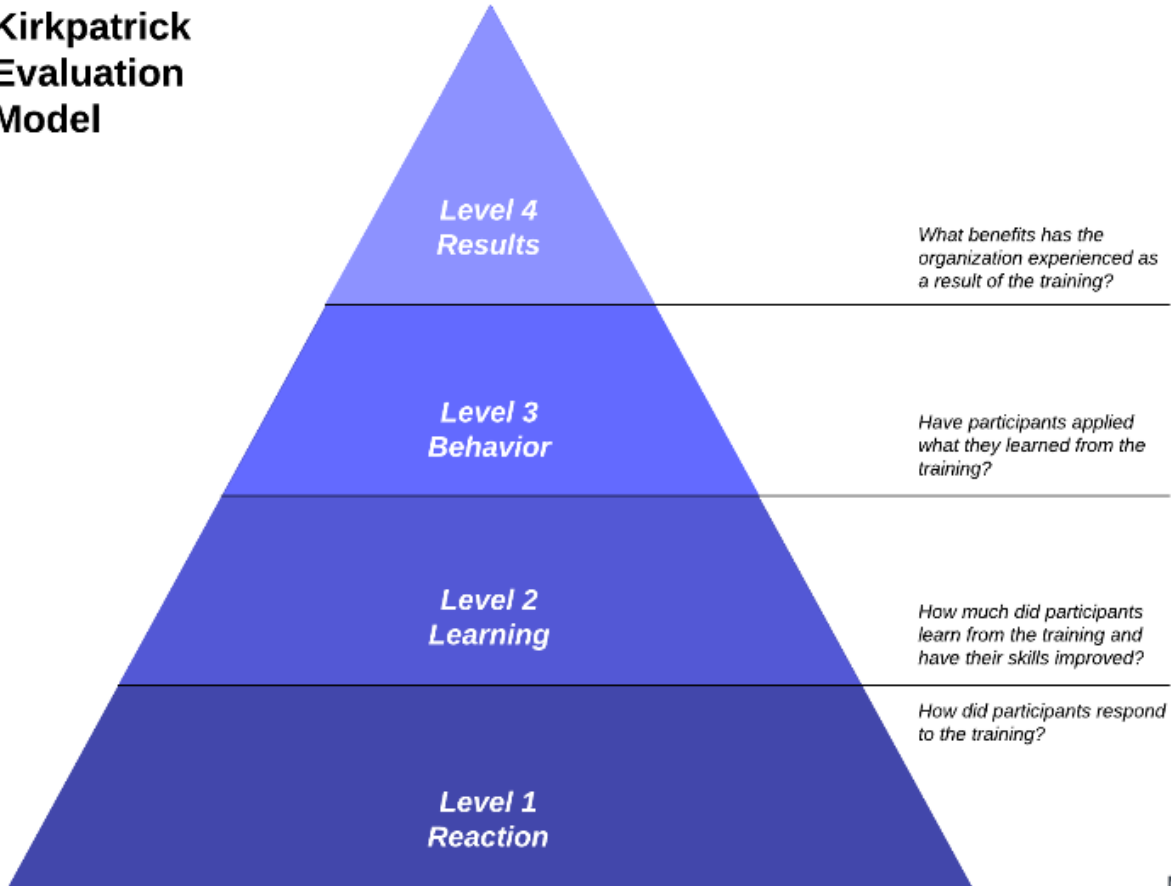 Kirkpatrick
Evaluation
Model
Level 4
Results
What benefits has the
organization experienced as
a result of the training?
Level 3
Behavior
Have participants applied
what they learned from the
training?
Level 2
Learning
How much did participants
learn from the training and
have their skills improved?
How did participants respond
to the training?
Level 1
Reaction